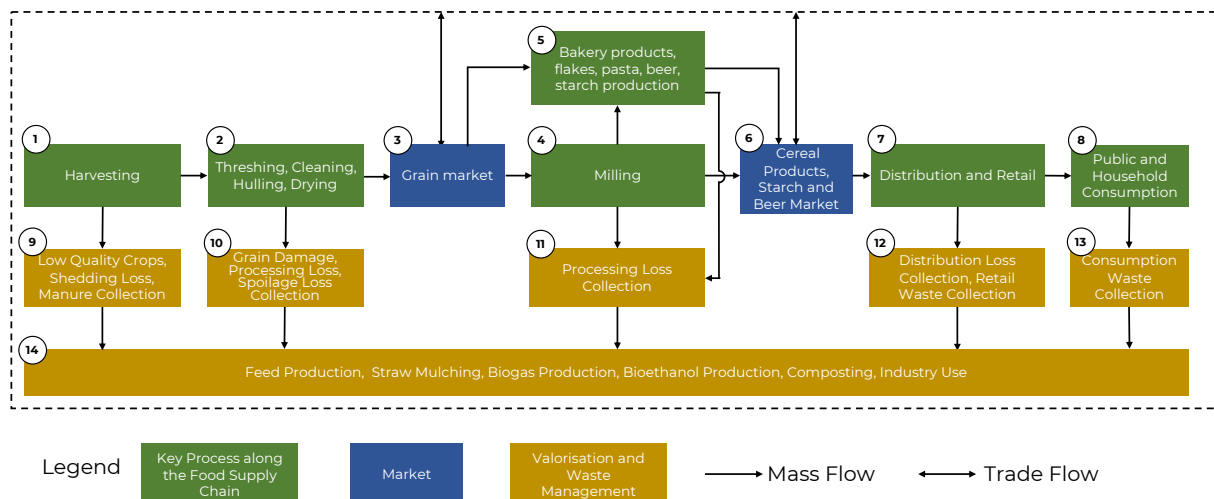 5
Bakery products,
flakes, pasta, beer,
starch production
1
Harvesting
2
Threshing, Cleaning,
Hulling, Drying
3
Grain market
4
Milling
6
Cereal
Products,
Starch and
Beer Market
7
Distribution and Retail
8
Public and
Household
Consumption
9
Low Quality Crops,
Shedding Loss,
Manure Collection
10
Grain Damage,
Processing Loss,
Spoilage Loss
Collection
11
Processing Loss
Collection
12
Distribution Loss
Collection, Retail
Waste Collection
13
Consumption
Waste
Collection
14
Feed Production, Straw Mulching, Biogas Production, Bioethanol Production, Composting, Industry Use
Legend
Key Process along
the Food Supply
Chain
Market
Valorisation and
Waste
Management
Mass Flow
Trade Flow